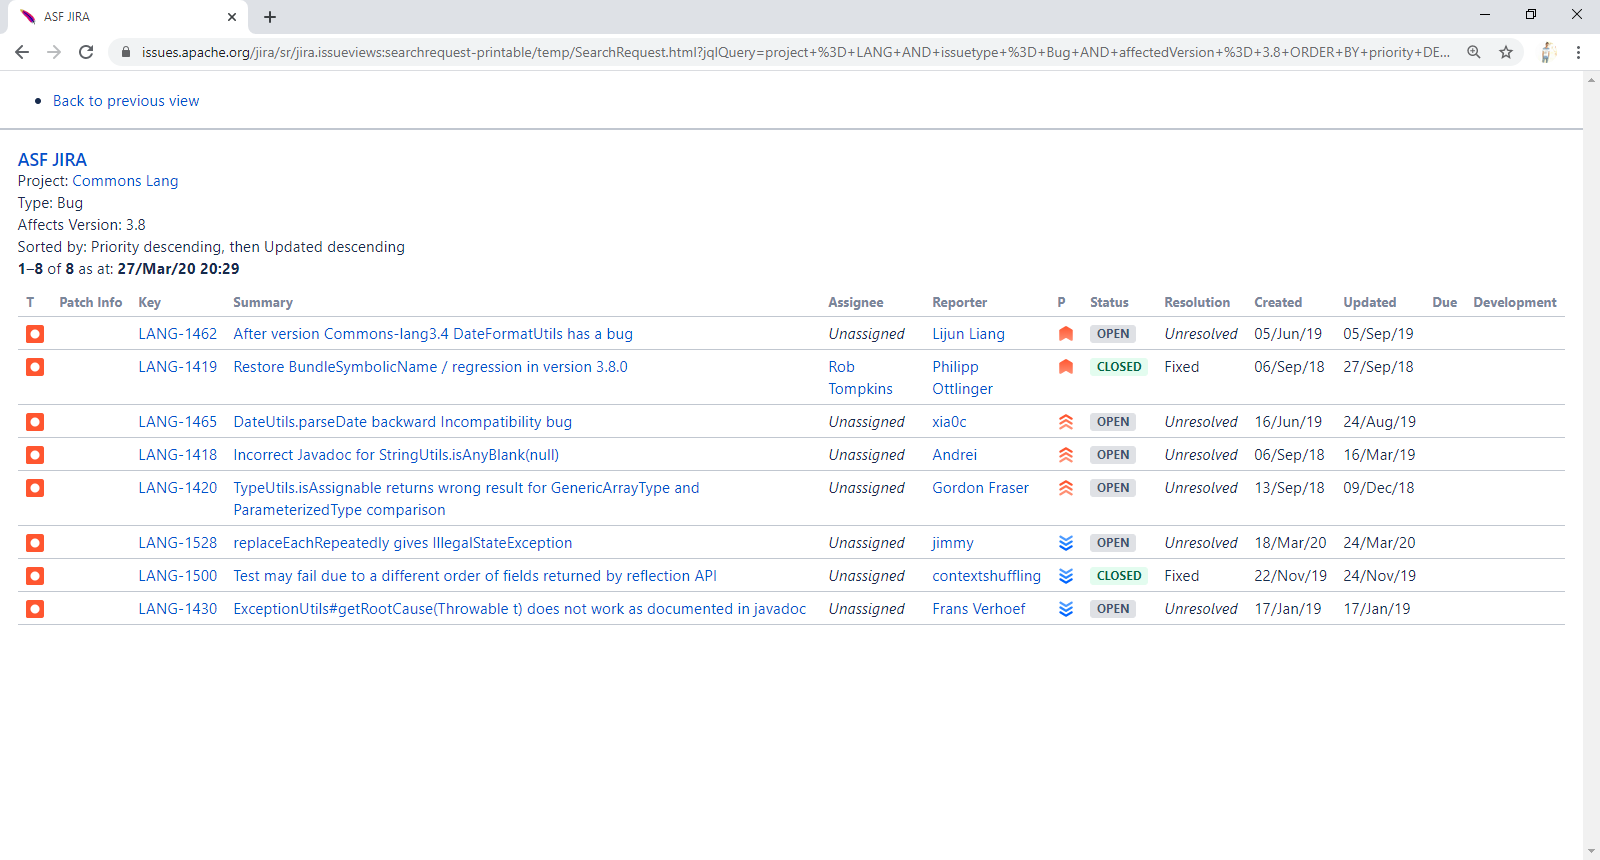 ASF JIRA
issues.apache.org/jira/sr/jira.issueviews:searchrequest-printable/temp/SearchRequest.html?jqlQuery=project+%3D+LANG+AND+issuetype+%3D+Bug+AND+affectedVersion+%3D+3.8+ORDER+BY+priority+DE...
Back to previous view
ASF JIRA
Project: Commons Lang
Type: Bug
Affects Version: 3.8
Sorted by: Priority descending, then Updated descending
1–8 of 8 as at: 27/Mar/20 20:29
T Patch Info Key Summary Assignee Reporter P Status Resolution Created Updated Due Development
LANG-1462 After version Commons-lang3.4 DateFormatUtils has a bug Unassigned Lijun Liang OPEN Unresolved 05/Jun/19 05/Sep/19
LANG-1419 Restore BundleSymbolicName / regression in version 3.8.0 Rob Philipp CLOSED Fixed 06/Sep/18 27/Sep/18
Tompkins Ottlinger
LANG-1465 DateUtils.parseDate backward Incompatibility bug Unassigned xia0c OPEN Unresolved 16/Jun/19 24/Aug/19
LANG-1418 Incorrect Javadoc for StringUtils.isAnyBlank(null) Unassigned Andrei OPEN Unresolved 06/Sep/18 16/Mar/19
LANG-1420 TypeUtils.isAssignable returns wrong result for GenericArrayType and Unassigned Gordon Fraser OPEN Unresolved 13/Sep/18 09/Dec/18
ParameterizedType comparison
LANG-1528 replaceEachRepeatedly gives IllegalStateException Unassigned jimmy OPEN Unresolved 18/Mar/20 24/Mar/20
LANG-1500 Test may fail due to a different order of fields returned by reflection API Unassigned contextshuffling CLOSED Fixed 22/Nov/19 24/Nov/19
LANG-1430 ExceptionUtils#getRootCause(Throwable t) does not work as documented in javadoc Unassigned Frans Verhoef OPEN Unresolved 17/Jan/19 17/Jan/19